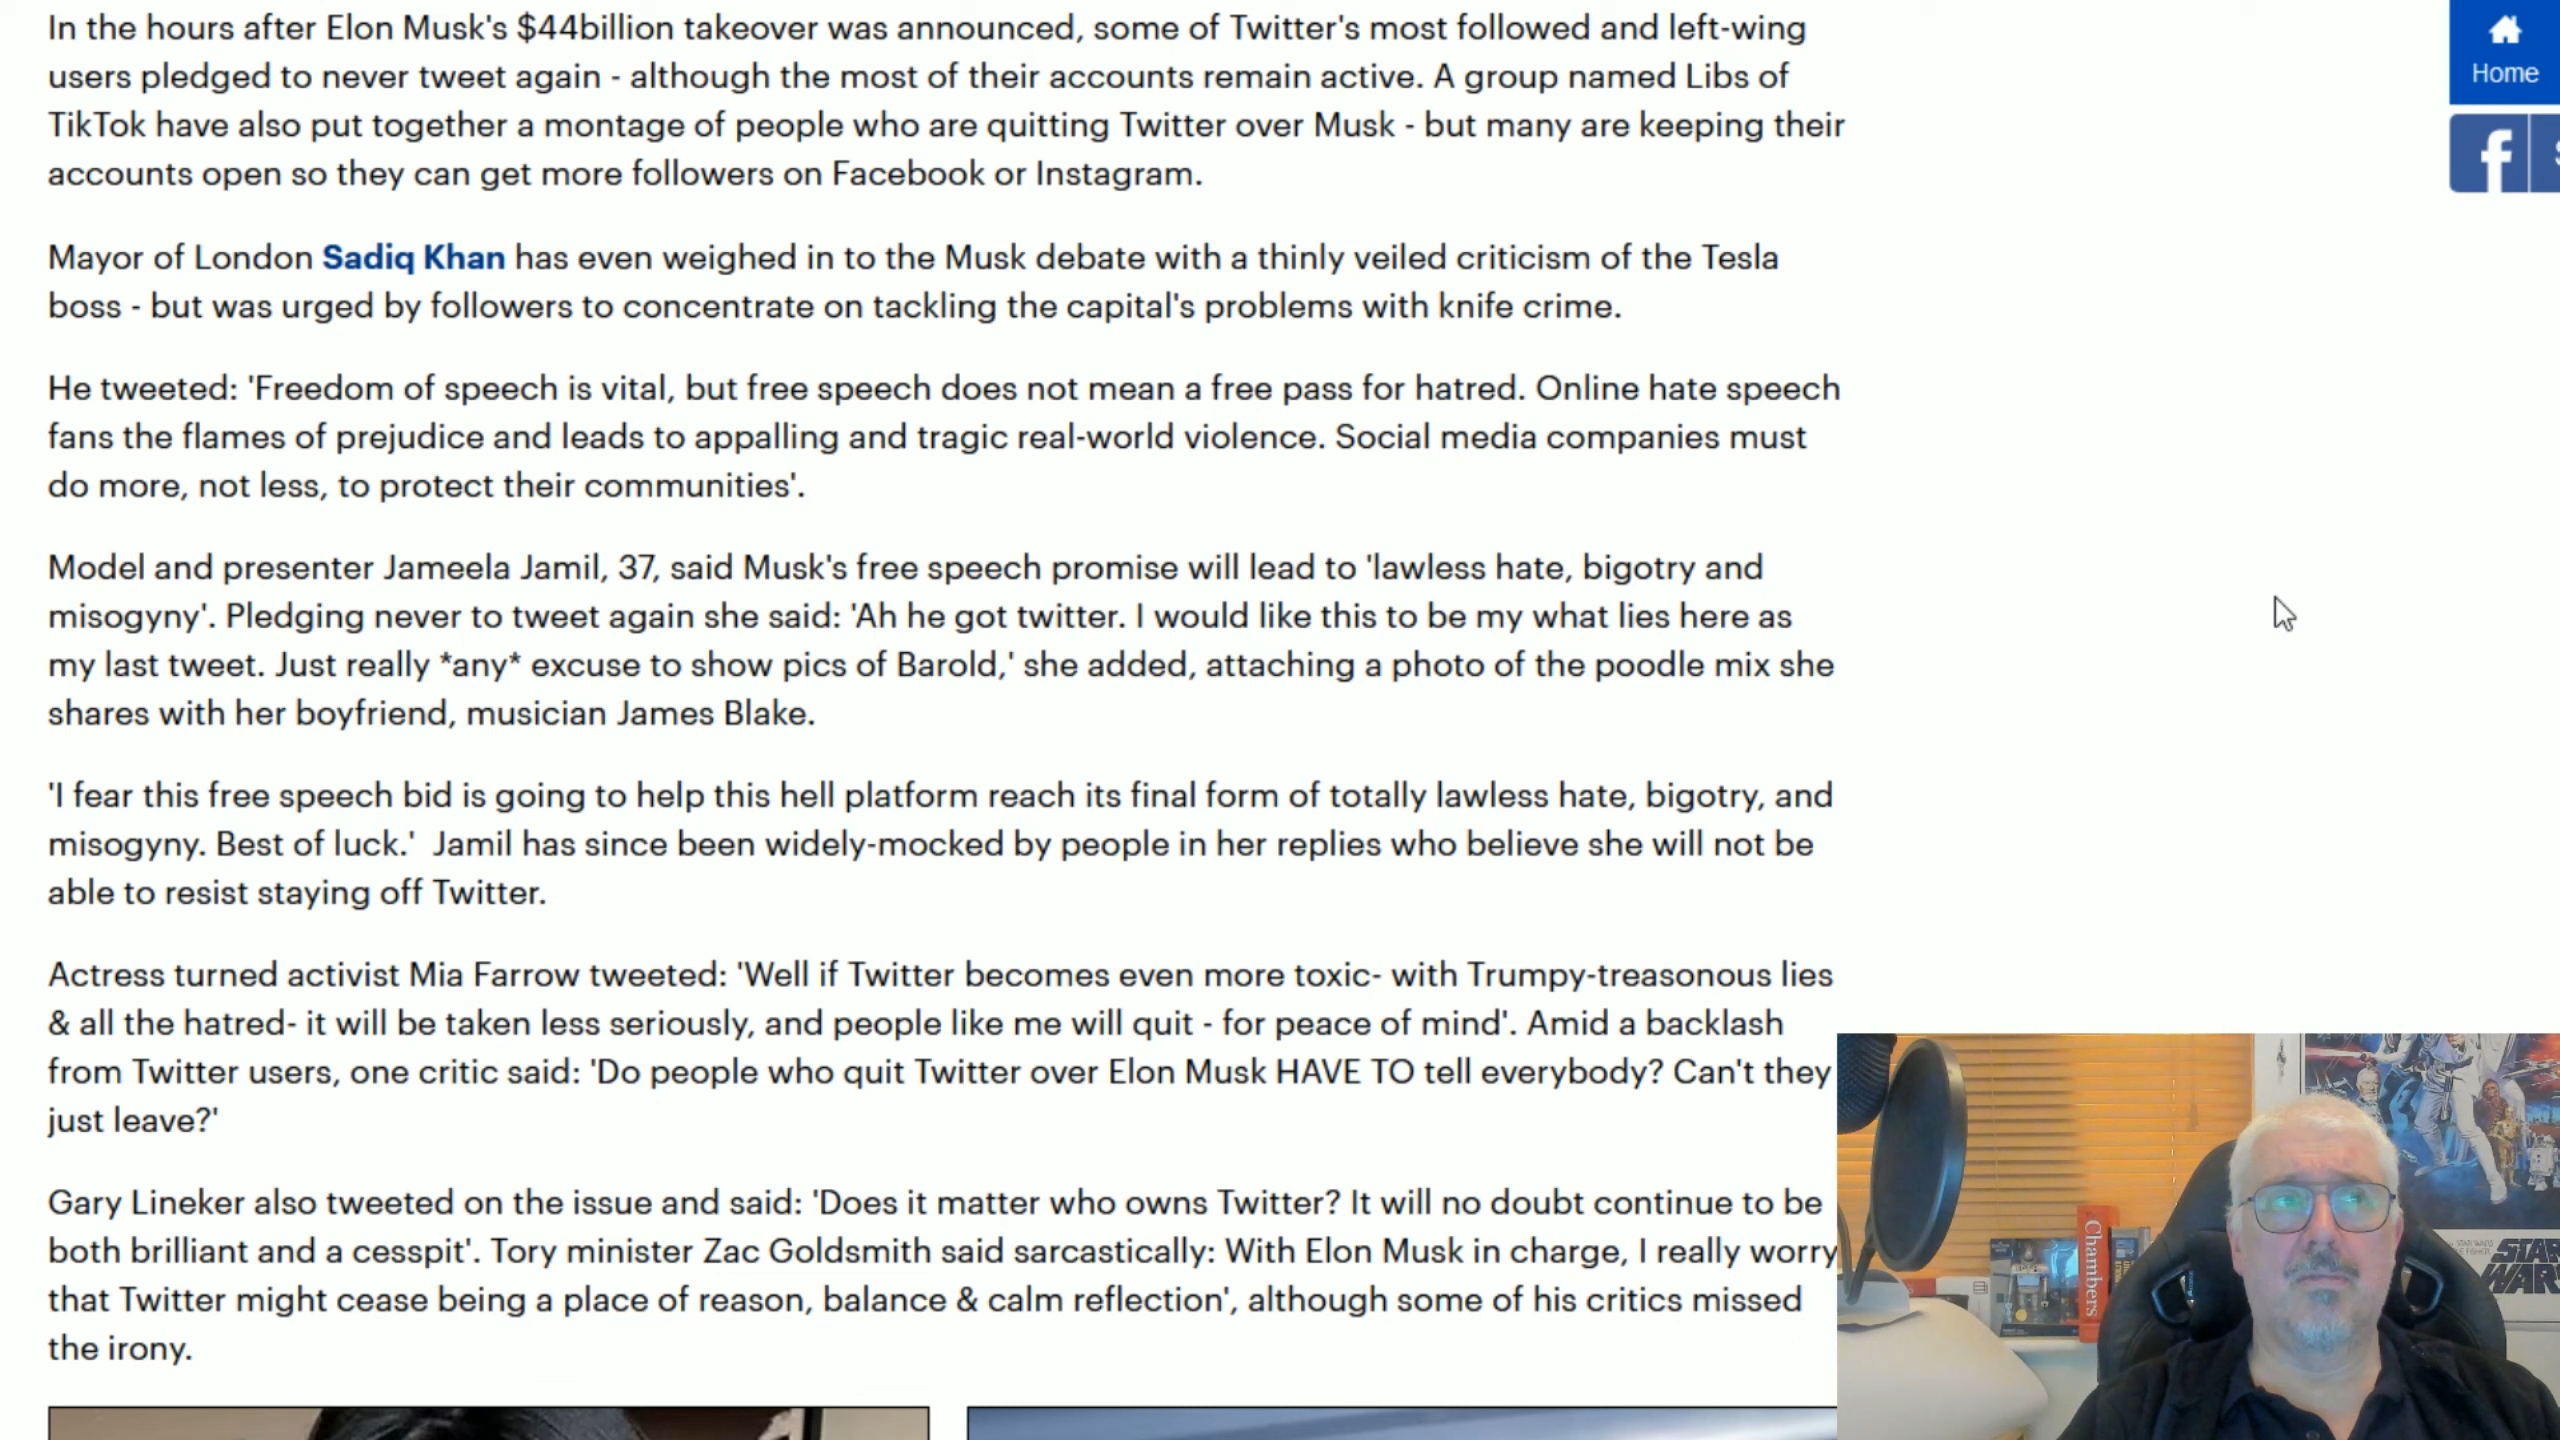 In the hours after Elon Musk's $44billion takeover was announced, some of Twitter's most followed and left-wing
users pledged to never tweet again - although the most of their accounts remain active. A group named Libs of
TikTok have also put together a montage of people who are quitting Twitter over Musk - but many are keeping their
accounts open so they can get more followers on Facebook or Instagram.
Mayor of London Sadiq Khan has even weighed in to the Musk debate with a thinly veiled criticism of the Tesla
boss - but was urged by followers to concentrate on tackling the capital's problems with knife crime.
He tweeted: 'Freedom of speech is vital, but free speech does not mean a free pass for hatred. Online hate speech
fans the flames of prejudice and leads to appalling and tragic real-world violence. Social media companies must
do more, not less, to protect their communities'.
Model and presenter Jameela Jamil, 37, said Musk's free speech promise will lead to 'lawless hate, bigotry and
misogyny'. Pledging never to tweet again she said: 'Ah he got twitter. I would like this to be my what lies here as
my last tweet. Just really *any* excuse to show pics of Barold,' she added, attaching a photo of the poodle mix she
shares with her boyfriend, musician James Blake.
'I fear this free speech bid is going to help this hell platform reach its final form of totally lawless hate, bigotry, and
misogyny. Best of luck.'  Jamil has since been widely-mocked by people in her replies who believe she will not be
able to resist staying off Twitter.
Actress turned activist Mia Farrow tweeted: 'Well if Twitter becomes even more toxic- with Trumpy-treasonous lies
& all the hatred- it will be taken less seriously, and people like me will quit - for peace of mind'. Amid a backlash
from Twitter users, one critic said: 'Do people who quit Twitter over Elon Musk HAVE TO tell everybody? Can't they
just leave?'
Gary Lineker also tweeted on the issue and said: 'Does it matter who owns Twitter? It will no doubt continue to be
both brilliant and a cesspit'. Tory minister Zac Goldsmith said sarcastically: With Elon Musk in charge, I really worry
that Twitter might cease being a place of reason, balance & calm reflection', although some of his critics missed
the irony.
Home
f
Chambers
STAR
WARS